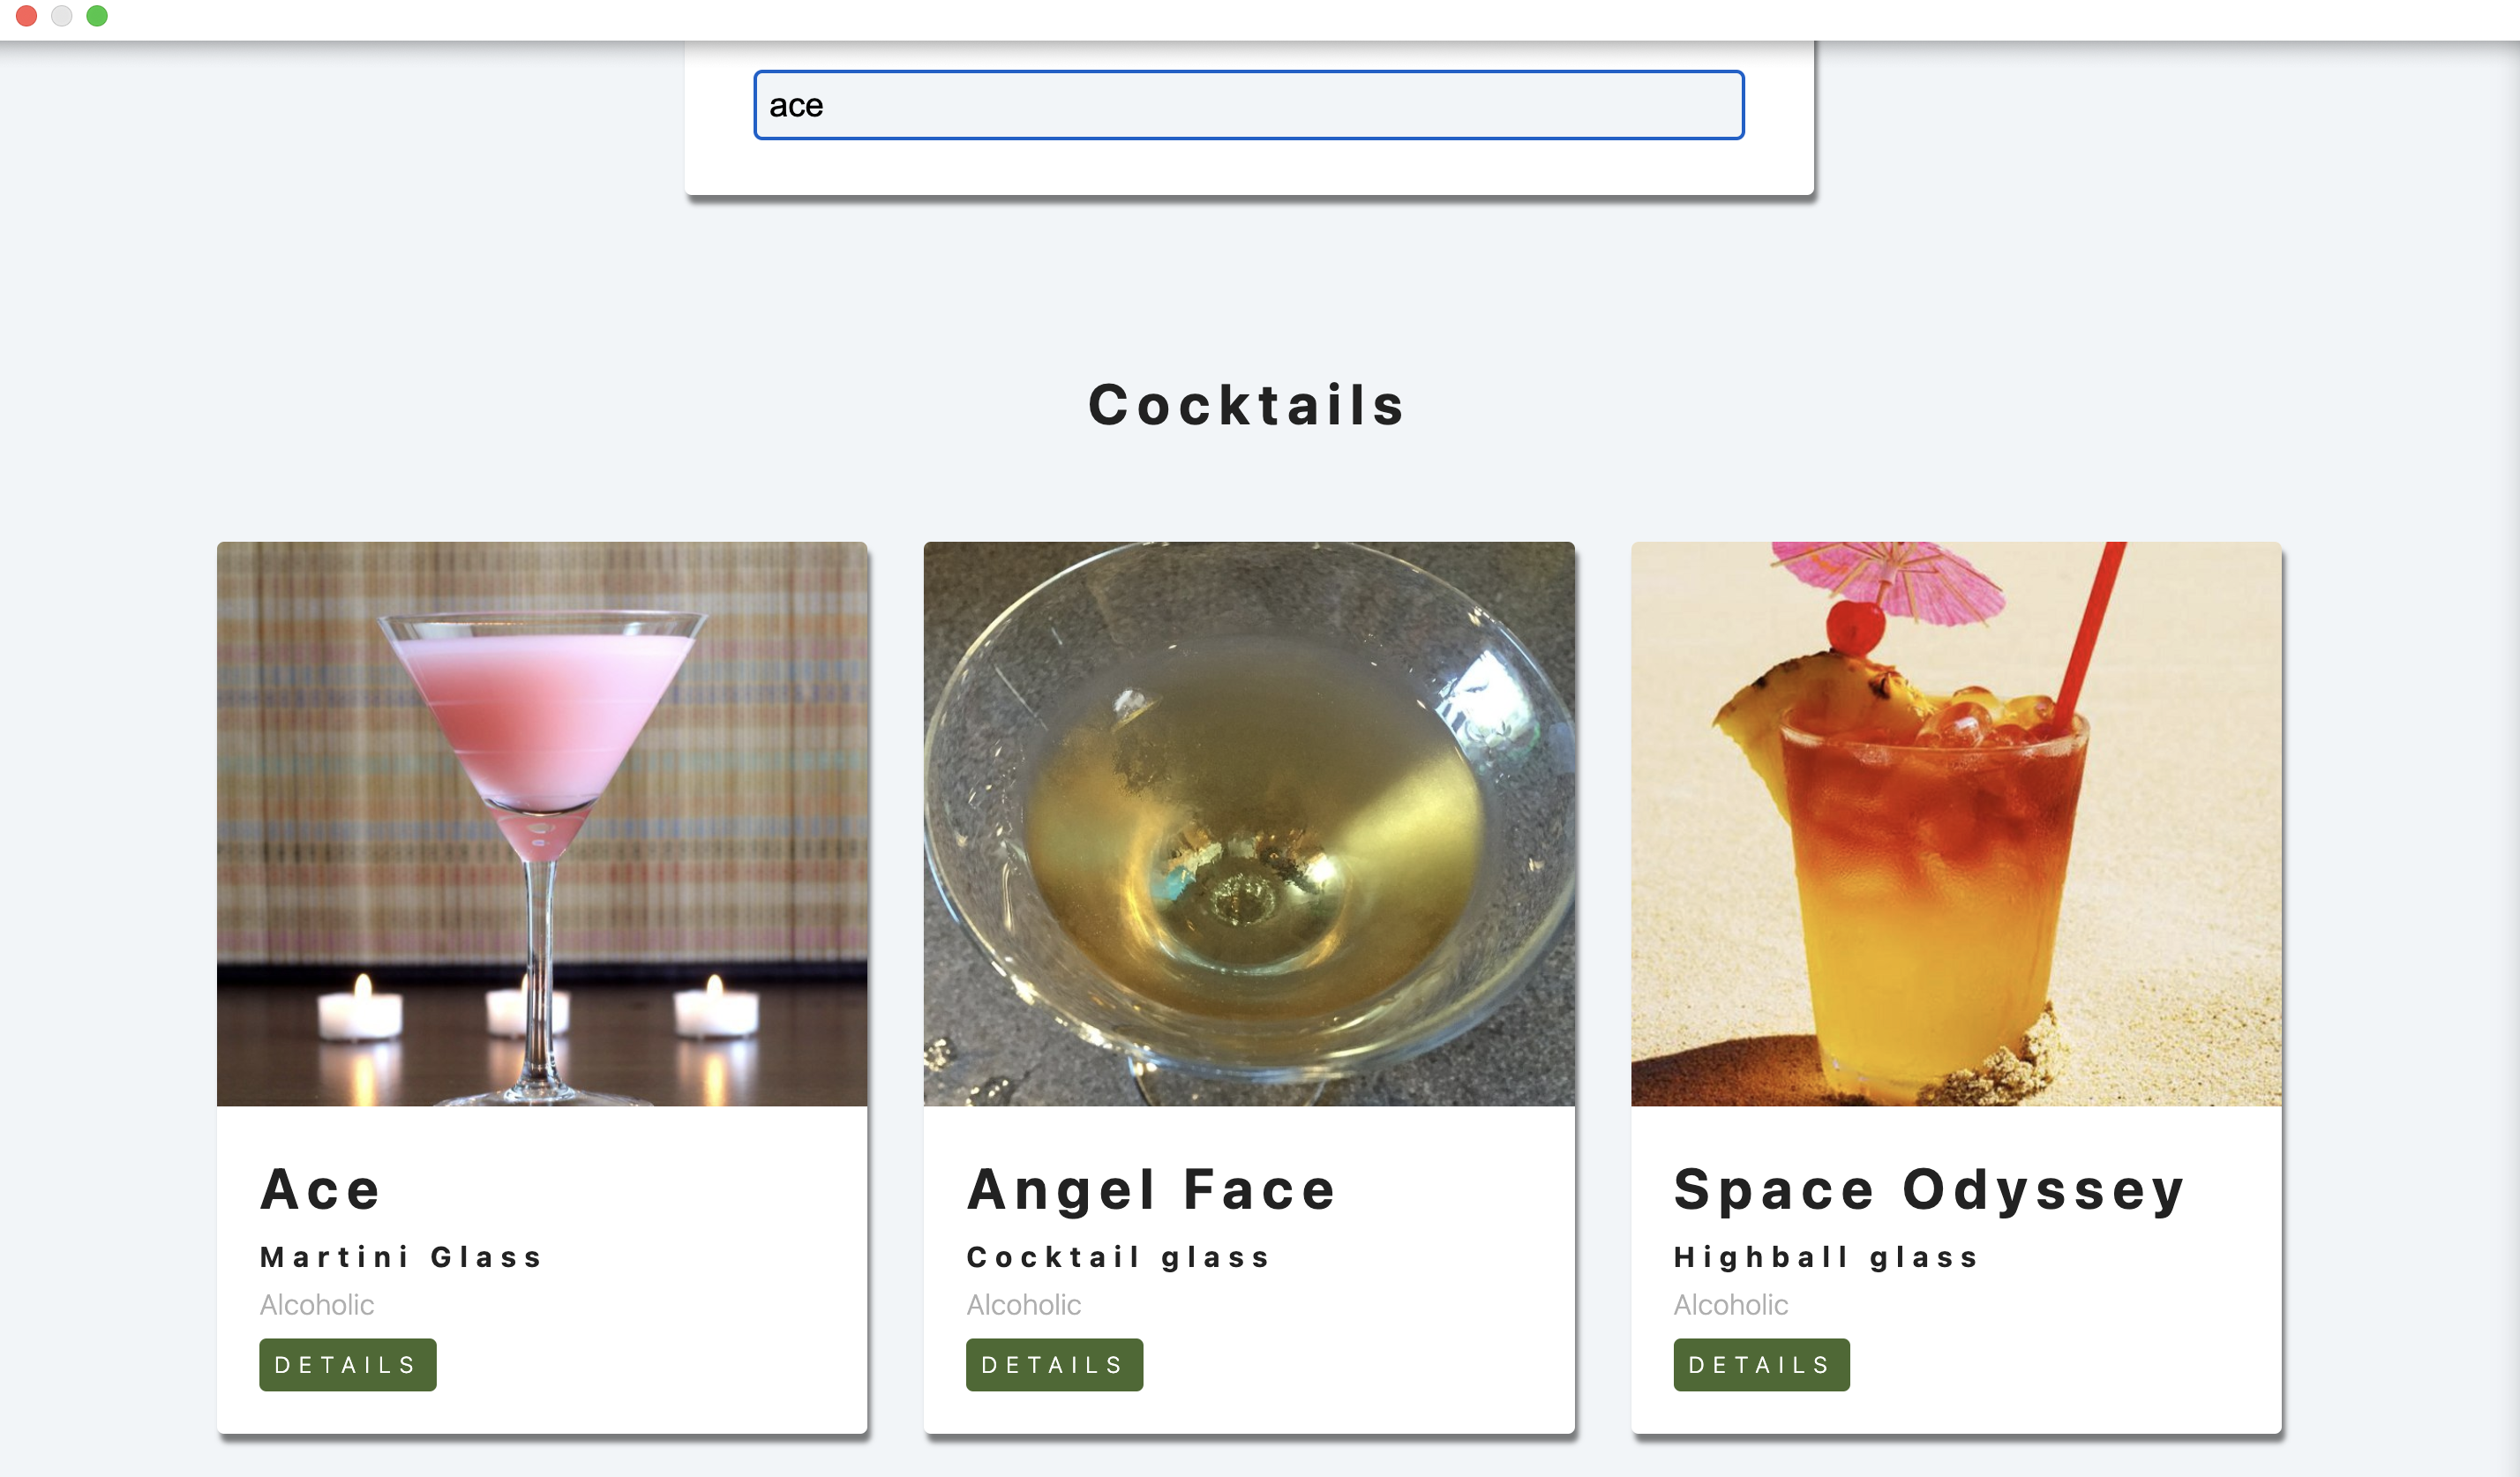 ace
Cocktails
Ace
Martini Glass
Alcoholic
DETAILS
Angel Face
Cocktail glass
Alcoholic
DETAILS
Space Odyssey
Highball glass
Alcoholic
DETAILS